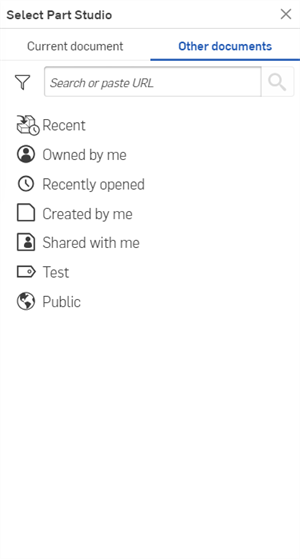 Select Part Studio
Current document
Other documents
Search or paste URL
Recent
Owned by me
Recently opened
Created by me
Shared with me
Test
Public